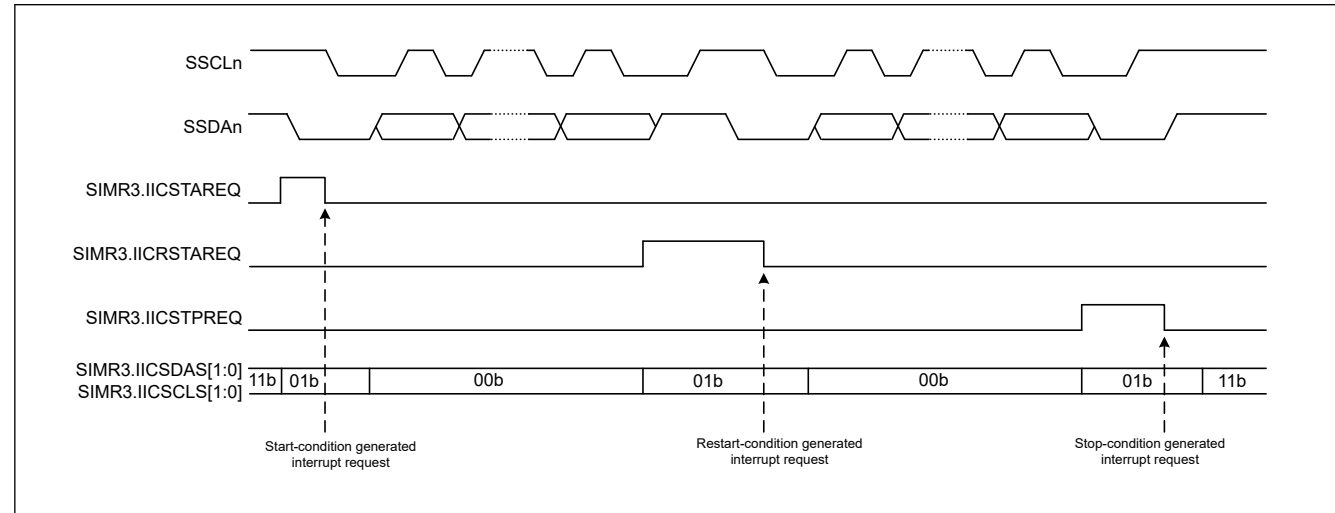 SSCLn
SSDAn
SIMR3.IICSTAREQ
SIMR3.IICRSTAREQ
SIMR3.IICSTPREQ
SIMR3.IICSDAS[1:0]
SIMR3.IICSCLS[1:0]
11b 01b 00b 01b 00b 01b 11b
Start-condition generated
interrupt request
Restart-condition generated
interrupt request
Stop-condition generated
interrupt request